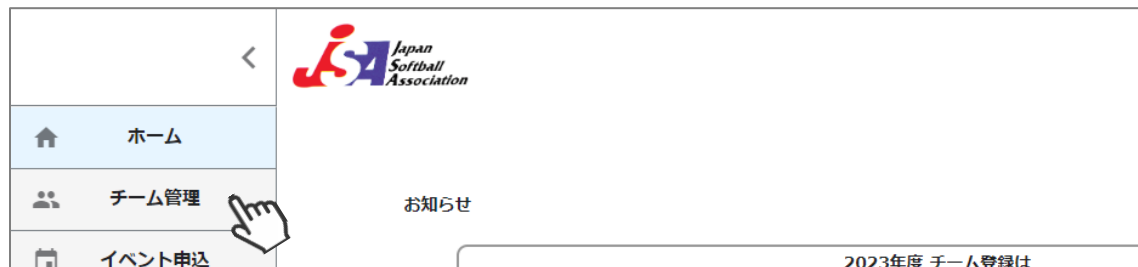 JSA
Japan
Softball
Association
ホーム
チーム管理
イベント申込
お知らせ
2023年度 チーム登録は